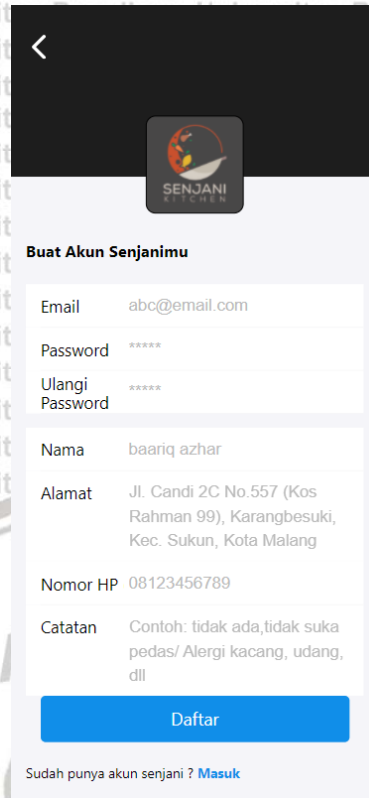 SENJANI
KITCHEN
Buat Akun Senjanimu
Email abc@email.com
Password *****
Ulangi
Password *****
Nama baariq azhar
Alamat Jl. Candi 2C No.557 (Kos
Rahman 99), Karangbesuki,
Kec. Sukun, Kota Malang
Nomor HP 08123456789
Catatan Contoh: tidak ada,tidak suka
pedas/ Alergi kacang, udang,
dll
Daftar
Sudah punya akun senjani ? Masuk